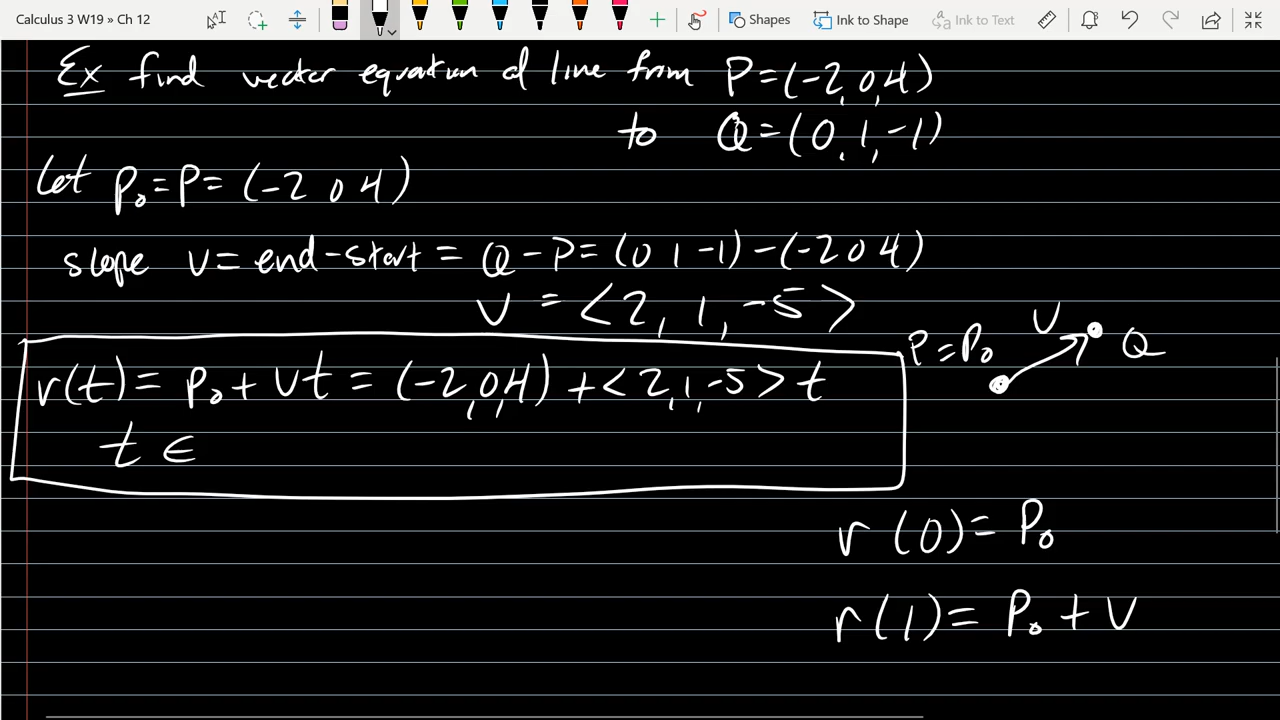 Calculus 3 W19 » Ch 12
Shapes Ink to Shape Ink to Text
Ex find vector equation of line from P=(-2,0,4)
to Q=(0,1,-1)
Let P₀=P=(-2 0 4)
slope v= end-start = Q-P=(0 1 -1)-(-2 0 4)
v = <2, 1, -5>
P=P₀ v Q
r(t)= P₀+vt=(-2,0,4)+<2,1,-5>t
t ∈
r(0)=P₀
r(1)=P₀+v